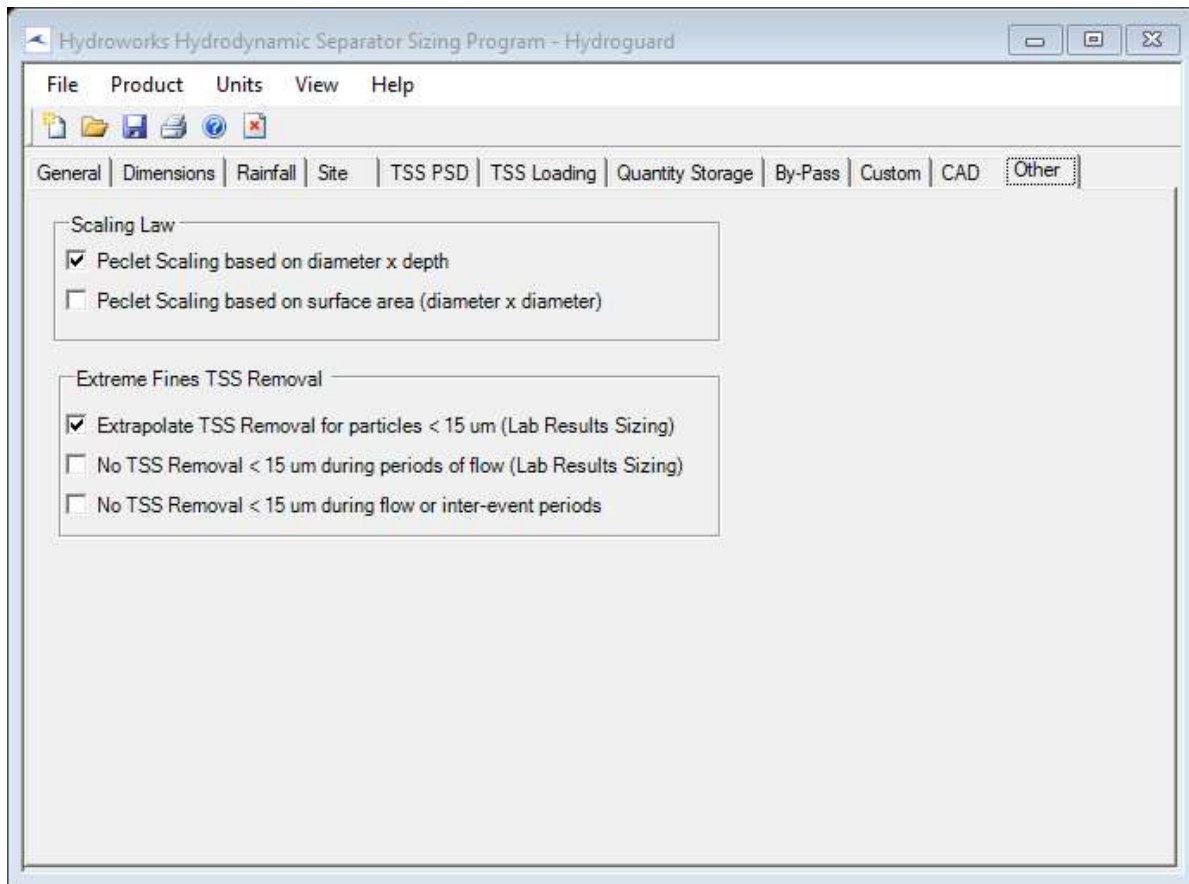 Hydroworks Hydrodynamic Separator Sizing Program - Hydroguard
File Product Units View Help
General Dimensions Rainfall Site TSS PSD TSS Loading Quantity Storage By-Pass Custom CAD Other
Scaling Law
Peclet Scaling based on diameter x depth
Peclet Scaling based on surface area (diameter x diameter)
Extreme Fines TSS Removal
Extrapolate TSS Removal for particles < 15 um (Lab Results Sizing)
No TSS Removal < 15 um during periods of flow (Lab Results Sizing)
No TSS Removal < 15 um during flow or inter-event periods